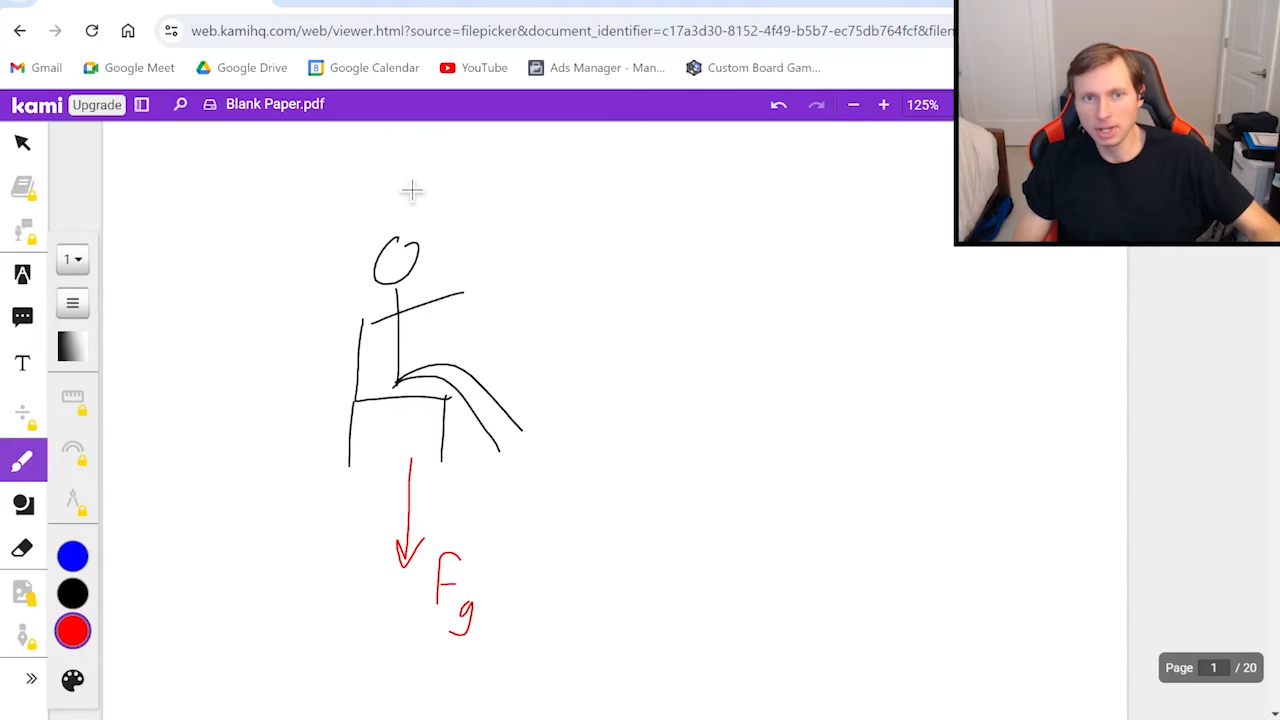 web.kamihq.com/web/viewer.html?source=filepicker&document_identifier=c17a3d30-8152-4f49-b5b7-ec75db764fcf&filen
Gmail Google Meet Google Drive 8 Google Calendar YouTube Ads Manager - Man... Custom Board Gam...
kami Upgrade Blank Paper.pdf 125%
A
1
T
F
g
Page 1 / 20